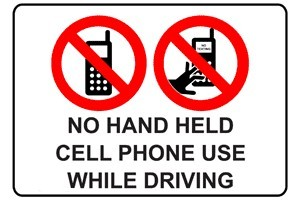 NO
TEXTING
NO HAND HELD
CELL PHONE USE
WHILE DRIVING